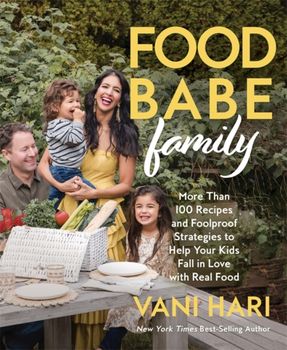 FOOD
BABE
family
More Than
100 Recipes
and Foolproof
Strategies to
Help Your Kids
Fall in Love
with Real Food
VANI HARI
New York Times Best-Selling Author